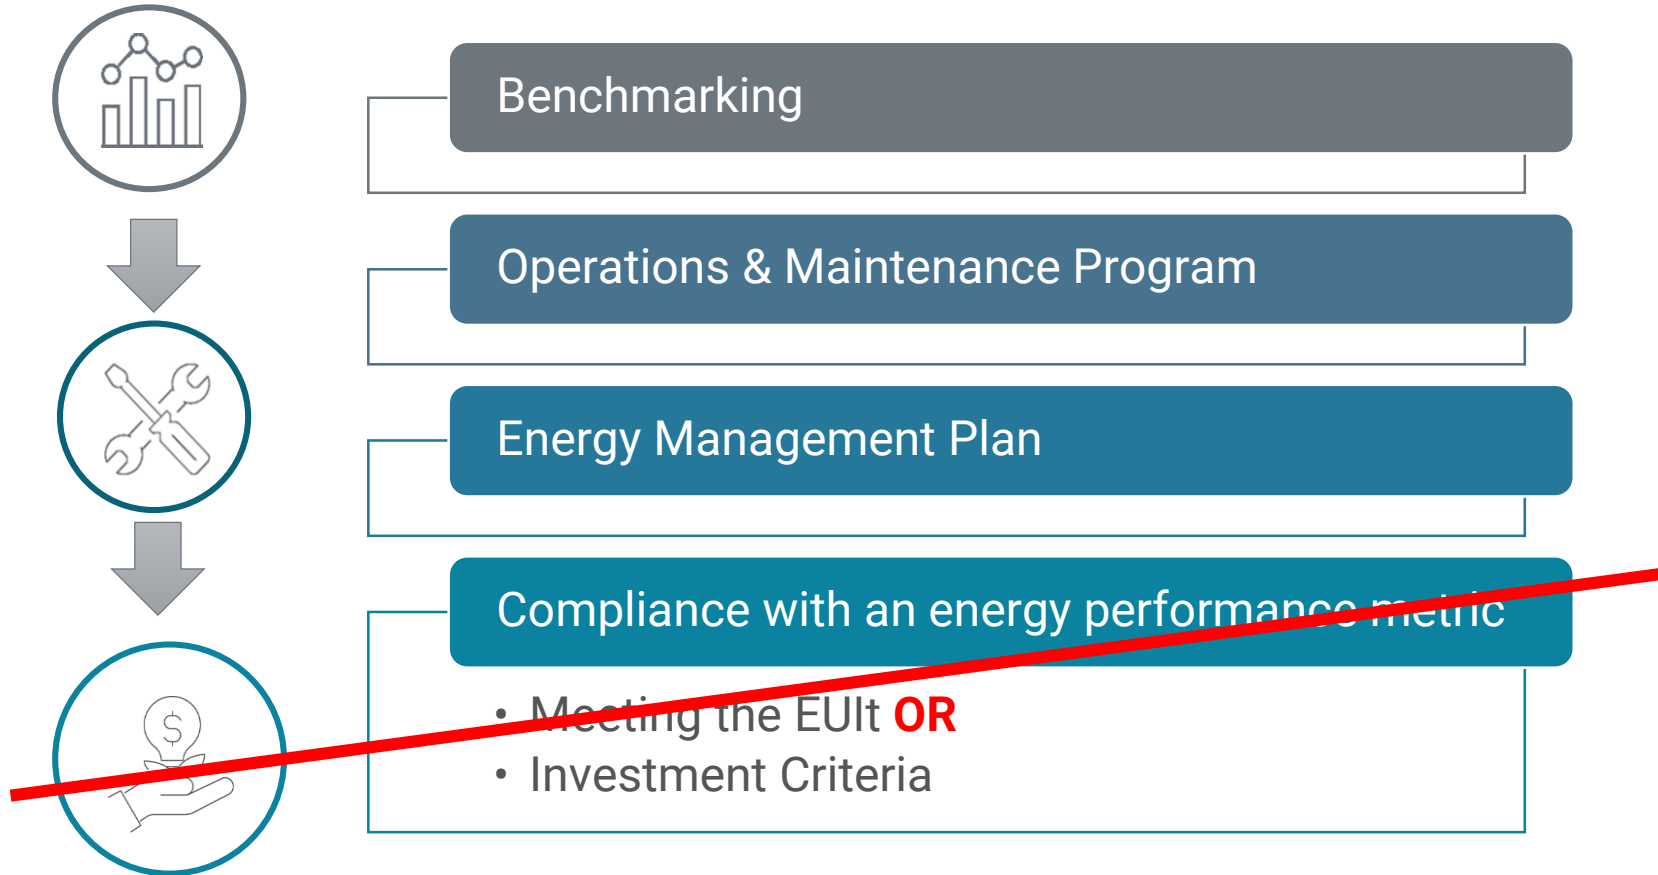 Benchmarking
Operations & Maintenance Program
Energy Management Plan
Compliance with an energy performance metric
• Meeting the EUIt OR
• Investment Criteria
$